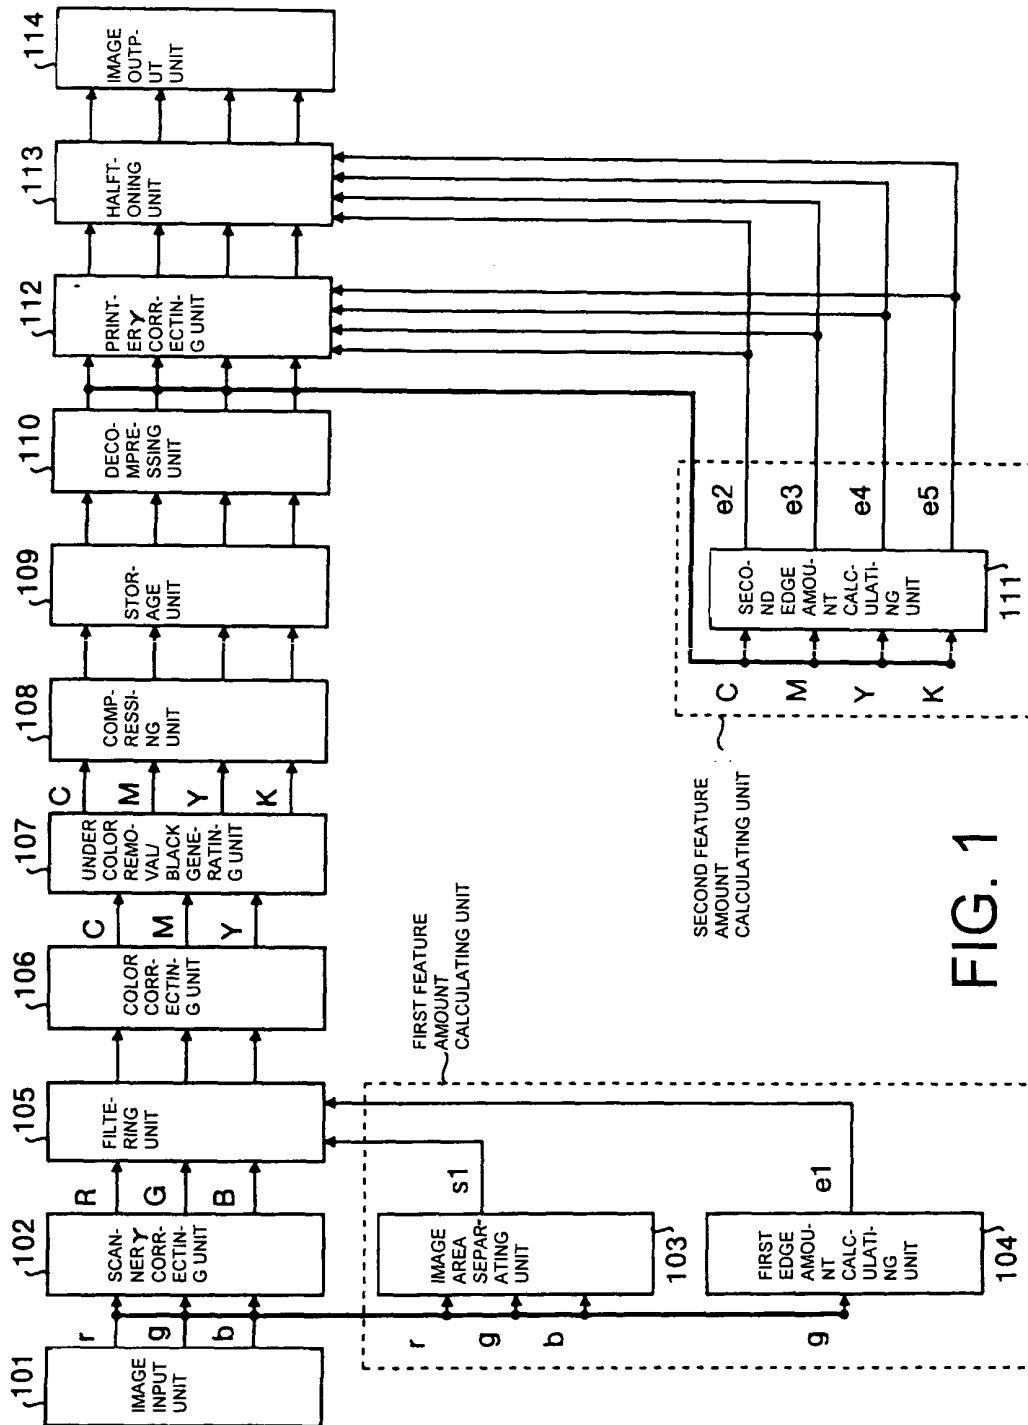 101
IMAGE
INPUT
UNIT
r
g
b
102
SCAN-
NERγ
CORR-
ECTIN-
G UNIT
R
G
B
105
FILTE-
RING
UNIT
106
COLOR
CORR-
ECTIN-
G UNIT
C
M
Y
107
UNDER
COLOR
REMO-
VAL/
BLACK
GENE-
RATIN-
G UNIT
C
M
Y
K
108
COMP-
RESSI-
NG
UNIT
109
STOR-
AGE
UNIT
110
DECO-
MPRE-
SSING
UNIT
112
PRINT-
ERγ
CORR-
ECTIN-
G UNIT
113
HALFT-
ONING
UNIT
114
IMAGE
OUTP-
UT
UNIT
r
g
b
IMAGE
AREA
SEPAR-
ATING
UNIT
103
s1
g
FIRST
EDGE
AMOU-
NT
CALC-
ULATI-
NG
UNIT
104
e1
FIRST FEATURE
AMOUNT
CALCULATING UNIT
SECOND FEATURE
AMOUNT
CALCULATING UNIT
C
M
Y
K
SECO-
ND
EDGE
AMOU-
NT
CALC-
ULATI-
NG
UNIT
111
e2
e3
e4
e5
FIG. 1